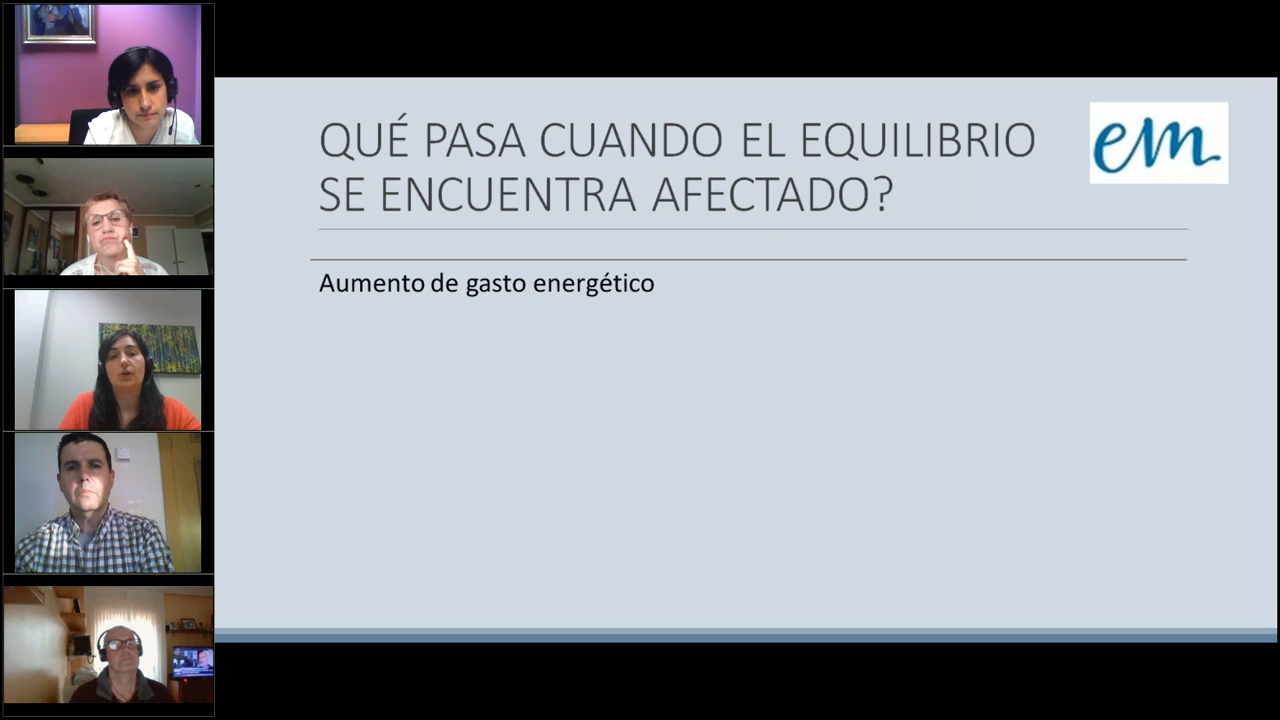 QUÉ PASA CUANDO EL EQUILIBRIO
SE ENCUENTRA AFECTADO?
em
Aumento de gasto energético